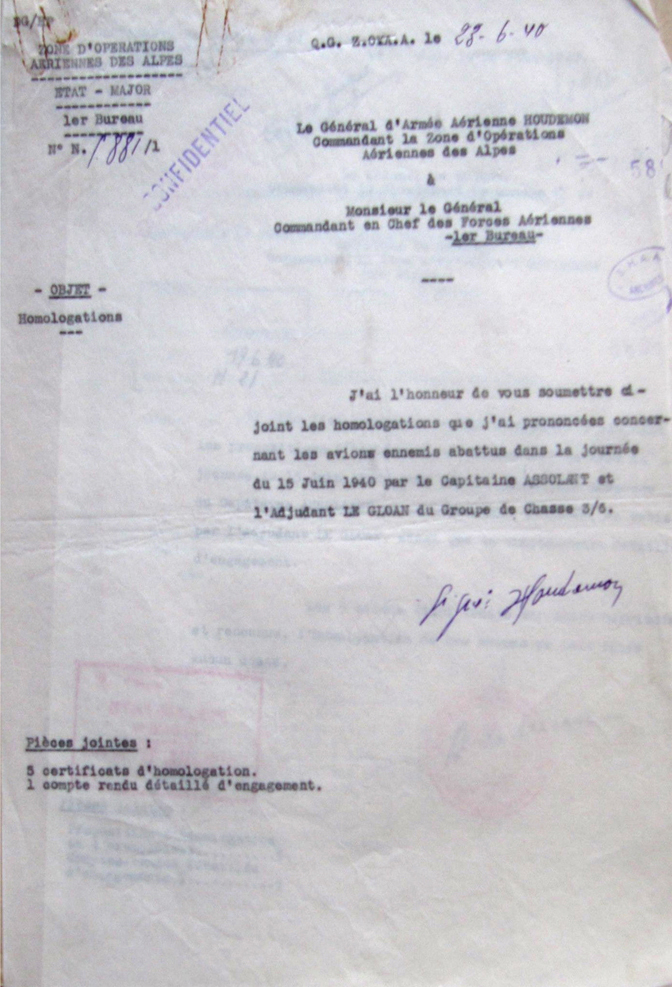 ZONE D'OPERATIONS
AERIENNES DES ALPES
ETAT - MAJOR
1er Bureau
N° N. 881/1
CONFIDENTIEL
Q.G. Z.O.A.A. le 28-6-40
Le Général d'Armée Aérienne HOUDEMON
Commandant la Zone d'Opérations
Aériennes des Alpes
à
Monsieur le Général
Commandant en Chef des Forces Aériennes
-1er Bureau-
58
- OBJET -
Homologations
J'ai l'honneur de vous soumettre ci-
joint les homologations que j'ai prononcées concer-
nant les avions ennemis abattus dans la journée
du 15 Juin 1940 par le Capitaine ASSOLANT et
l'Adjudant LE GLOAN du Groupe de Chasse 3/6.
Signé: Houdemon
Pièces jointes :
5 certificats d'homologation.
1 compte rendu détaillé d'engagement.